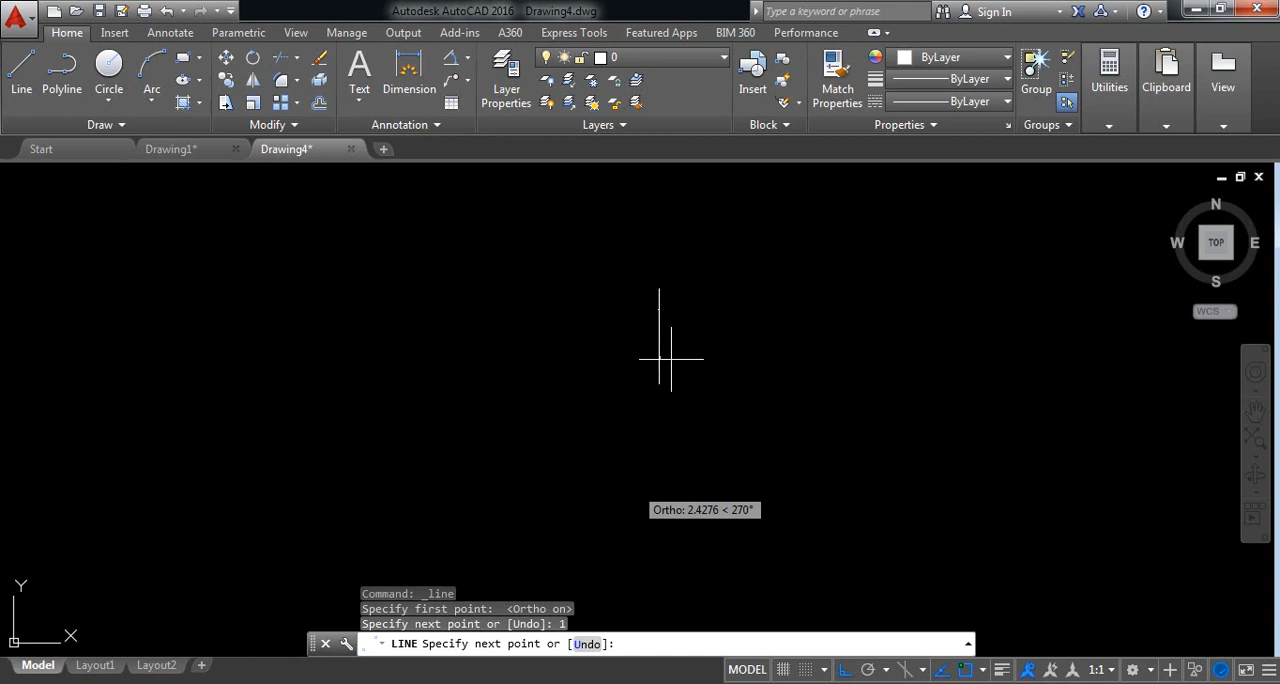 Autodesk AutoCAD 2016 Drawing4.dwg
Type a keyword or phrase
Sign In
Home Insert Annotate Parametric View Manage Output Add-ins A360 Express Tools Featured Apps BIM 360 Performance
0
ByLayer
ByLayer
ByLayer
Line Polyline Circle Arc
Text Dimension
Layer Properties
Insert
Match Properties
Group
Utilities
Clipboard
View
Draw Modify Annotation Layers Block Properties Groups
Start Drawing1* Drawing4*
N
W TOP E
S
WCS
Ortho: 2.4276 < 270°
Y
X
Command: _line
Specify first point: <Ortho on>
Specify next point or [Undo]: 1
LINE Specify next point or [Undo]:
Model Layout1 Layout2
MODEL
1:1